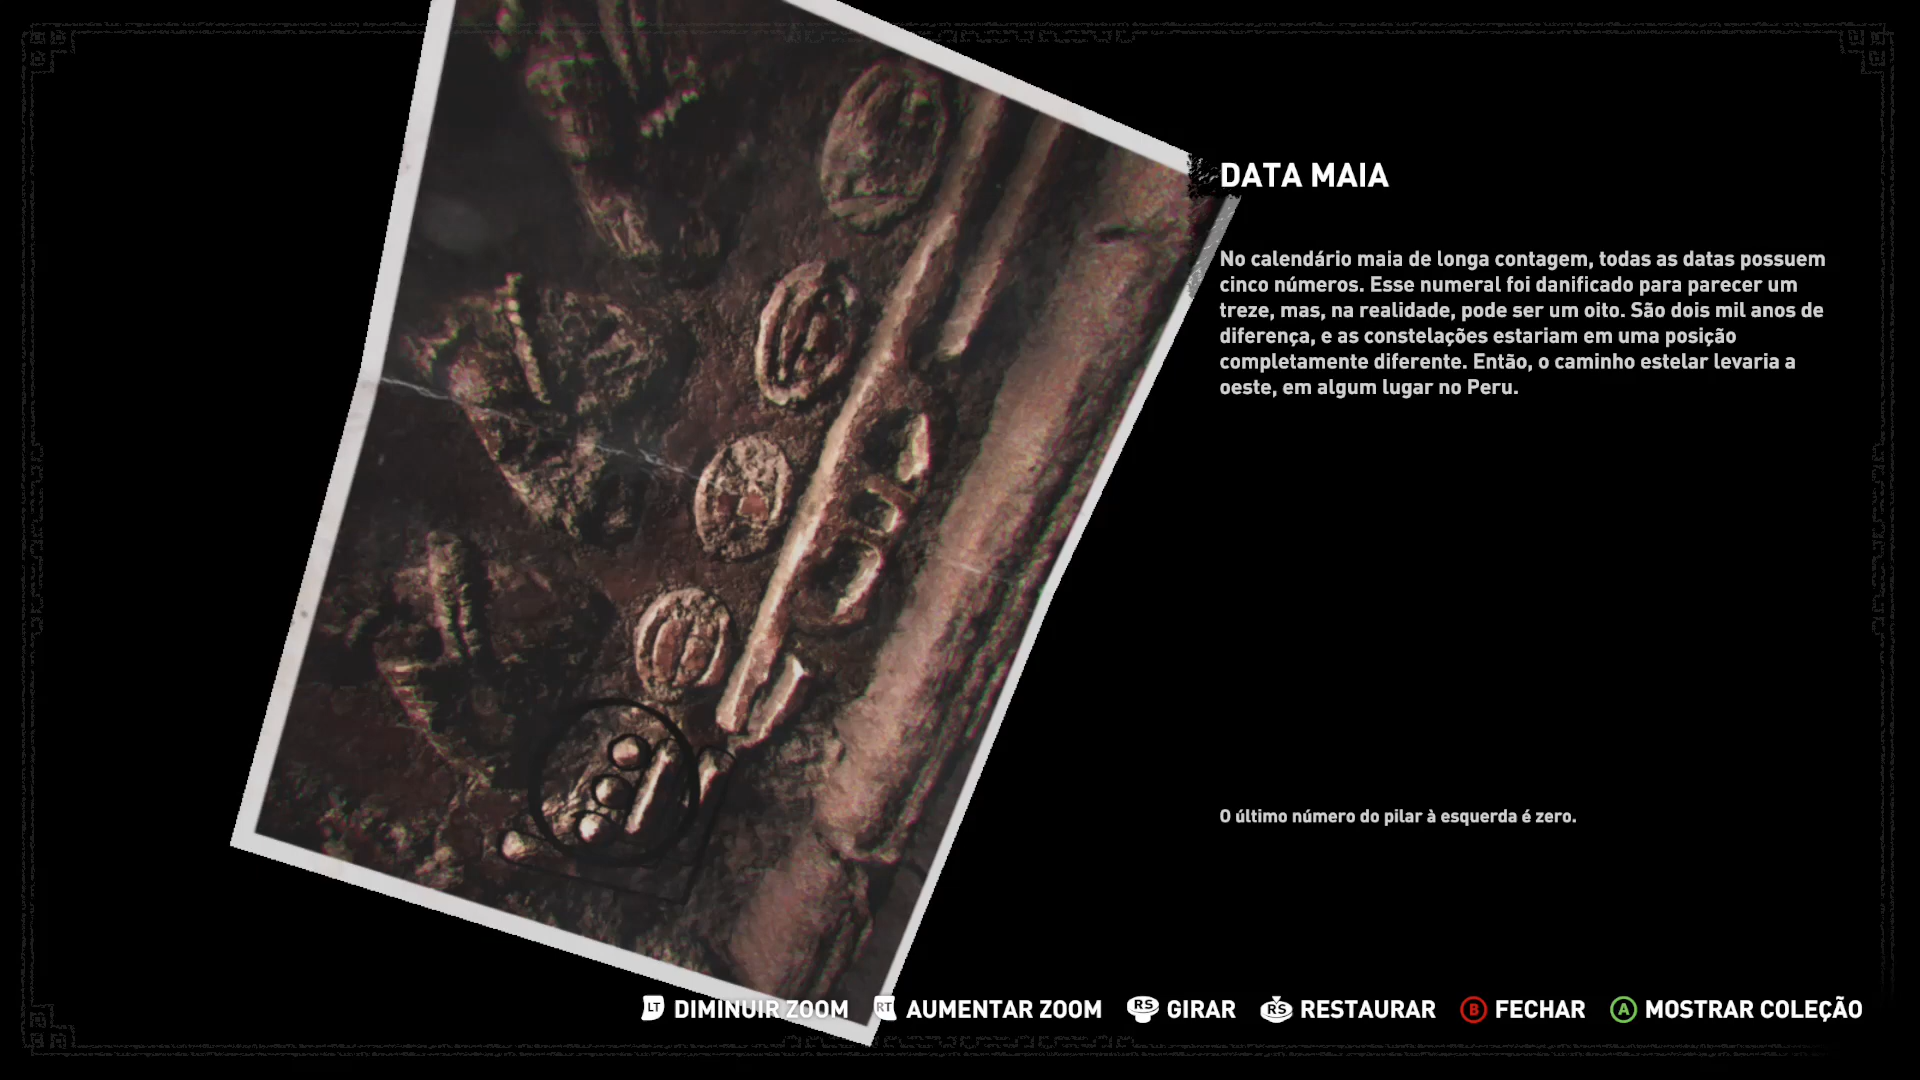 DATA MAIA
No calendário maia de longa contagem, todas as datas possuem
cinco números. Esse numeral foi danificado para parecer um
treze, mas, na realidade, pode ser um oito. São dois mil anos de
diferença, e as constelações estariam em uma posição
completamente diferente. Então, o caminho estelar levaria a
oeste, em algum lugar no Peru.
O último número do pilar à esquerda é zero.
LT DIMINUIR ZOOM RT AUMENTAR ZOOM RS GIRAR RS RESTAURAR B FECHAR A MOSTRAR COLEÇÃO